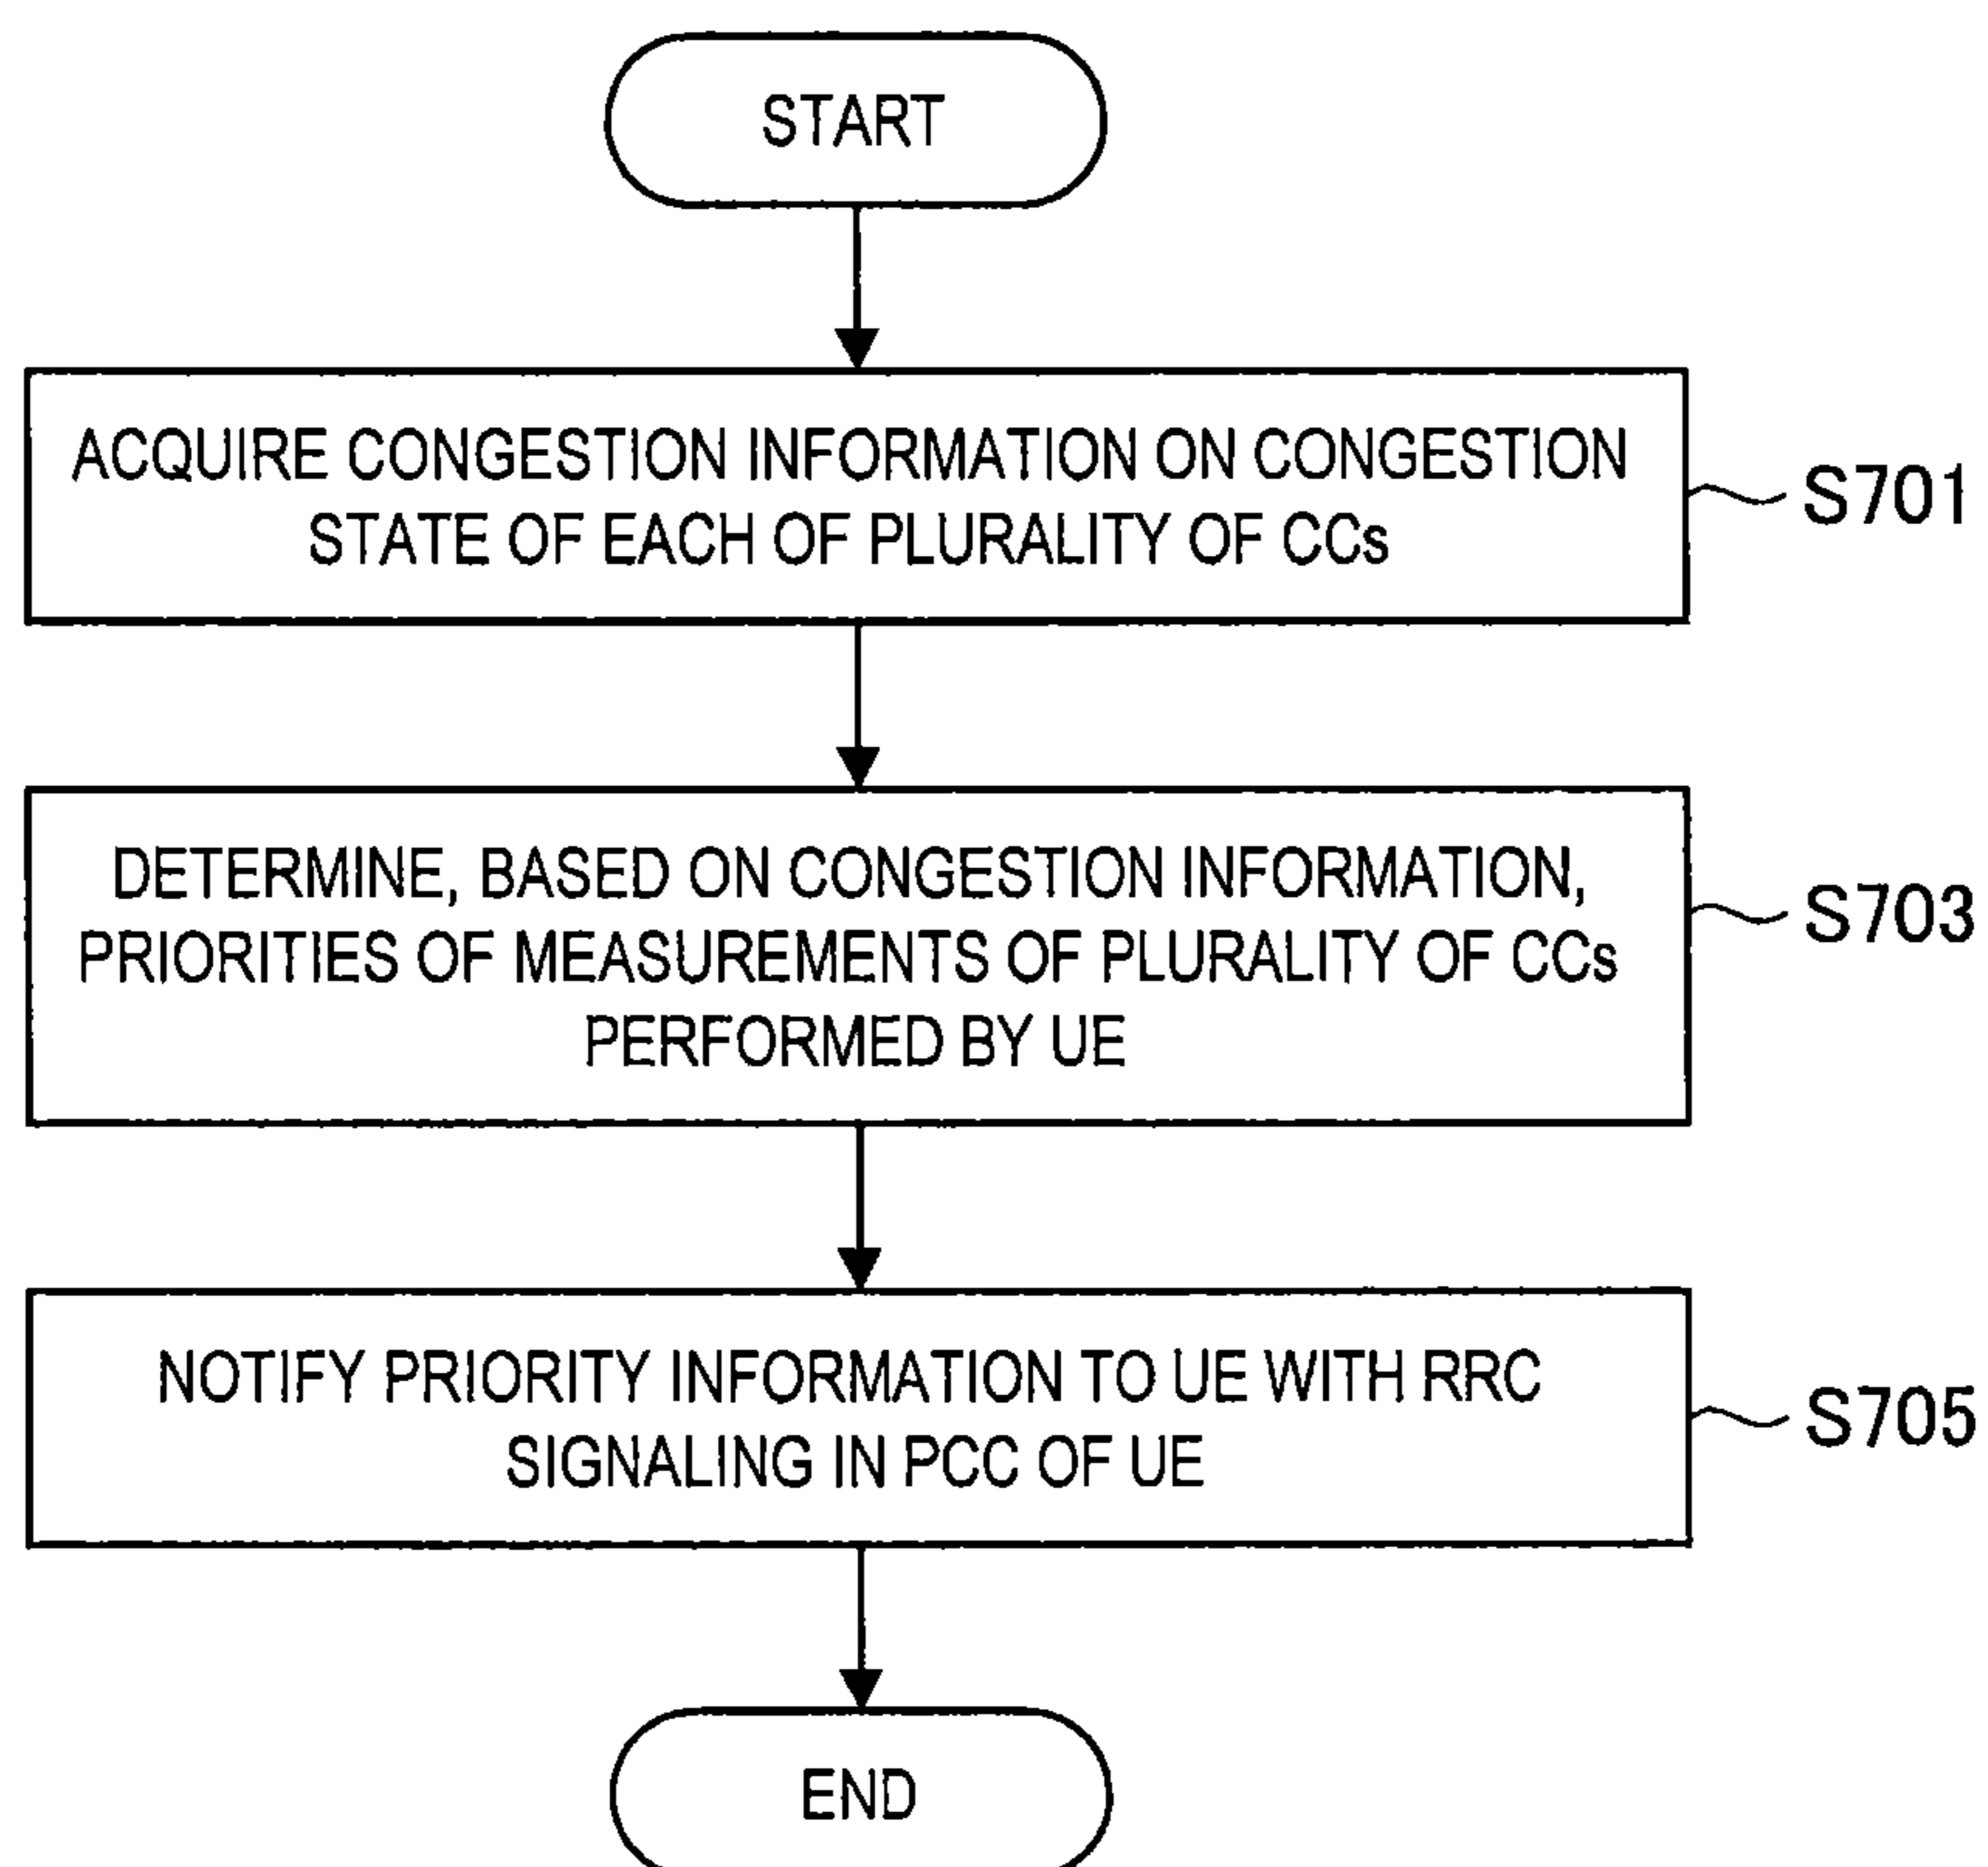 START
ACQUIRE CONGESTION INFORMATION ON CONGESTION
STATE OF EACH OF PLURALITY OF CCs
S701
DETERMINE, BASED ON CONGESTION INFORMATION,
PRIORITIES OF MEASUREMENTS OF PLURALITY OF CCs
PERFORMED BY UE
S703
NOTIFY PRIORITY INFORMATION TO UE WITH RRC
SIGNALING IN PCC OF UE
S705
END